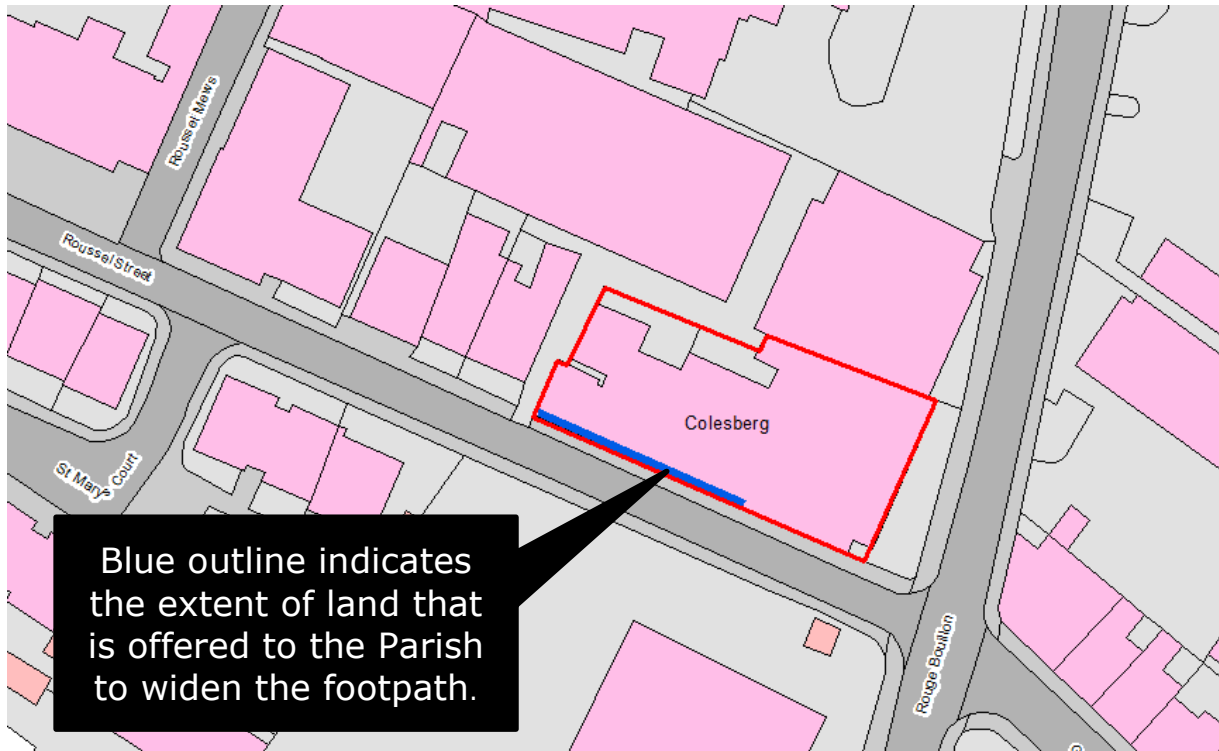 Roussel Mews
Roussel Street
Colesberg
St Mary's Court
Blue outline indicates
the extent of land that
is offered to the Parish
to widen the footpath.
Rouge Bouillon